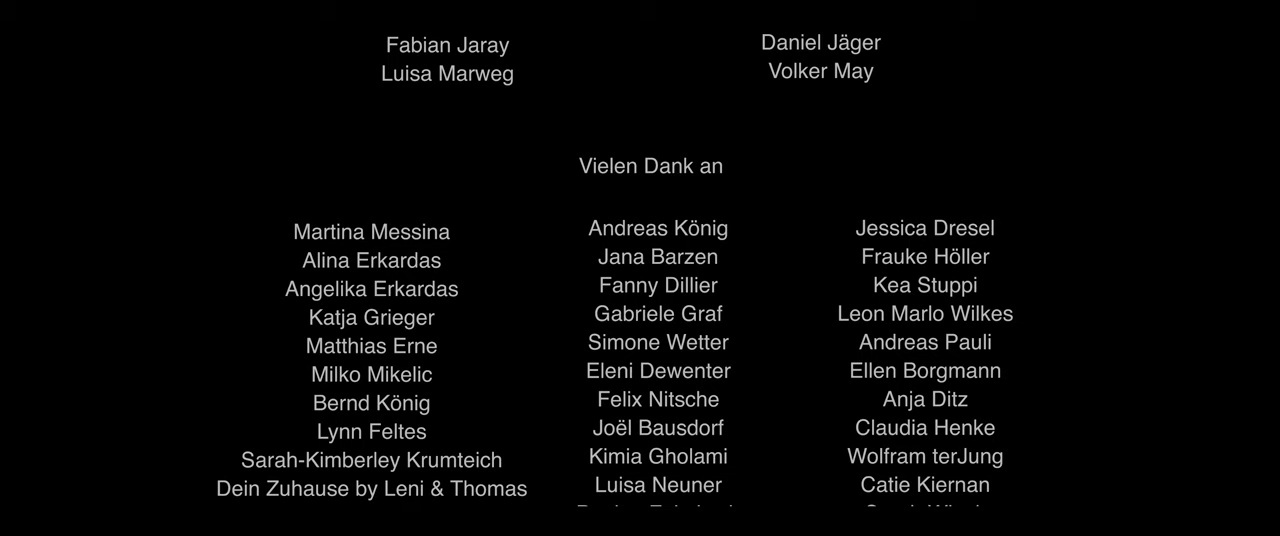 Fabian Jaray
Luisa Marweg
Daniel Jäger
Volker May
Vielen Dank an
Martina Messina
Alina Erkardas
Angelika Erkardas
Katja Grieger
Matthias Erne
Milko Mikelic
Bernd König
Lynn Feltes
Sarah-Kimberley Krumteich
Dein Zuhause by Leni & Thomas
Andreas König
Jana Barzen
Fanny Dillier
Gabriele Graf
Simone Wetter
Eleni Dewenter
Felix Nitsche
Joël Bausdorf
Kimia Gholami
Luisa Neuner
Jessica Dresel
Frauke Höller
Kea Stuppi
Leon Marlo Wilkes
Andreas Pauli
Ellen Borgmann
Anja Ditz
Claudia Henke
Wolfram terJung
Catie Kiernan